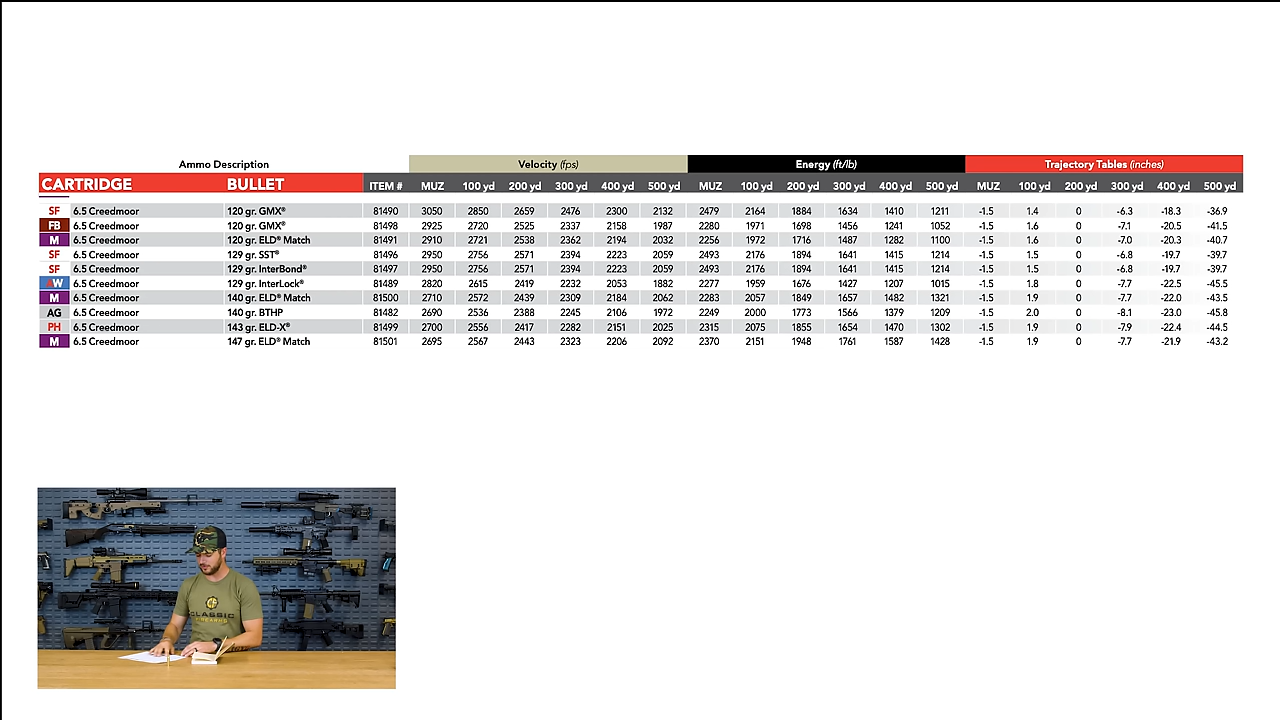 Ammo Description Velocity (fps) Energy (ft/lb) Trajectory Tables (inches)
CARTRIDGE BULLET ITEM # MUZ 100 yd 200 yd 300 yd 400 yd 500 yd MUZ 100 yd 200 yd 300 yd 400 yd 500 yd MUZ 100 yd 200 yd 300 yd 400 yd 500 yd
SF 6.5 Creedmoor 120 gr. GMX® 81490 3050 2850 2659 2476 2300 2132 2479 2164 1884 1634 1410 1211 -1.5 1.4 0 -6.3 -18.3 -36.9
FB 6.5 Creedmoor 120 gr. GMX® 81498 2925 2720 2525 2337 2158 1987 2280 1971 1698 1456 1241 1052 -1.5 1.6 0 -7.1 -20.5 -41.5
M 6.5 Creedmoor 120 gr. ELD® Match 81491 2910 2721 2538 2362 2194 2032 2256 1972 1716 1487 1282 1100 -1.5 1.6 0 -7.0 -20.3 -40.7
SF 6.5 Creedmoor 129 gr. SST® 81496 2950 2756 2571 2394 2223 2059 2493 2176 1894 1641 1415 1214 -1.5 1.5 0 -6.8 -19.7 -39.7
SF 6.5 Creedmoor 129 gr. InterBond® 81497 2950 2756 2571 2394 2223 2059 2493 2176 1894 1641 1415 1214 -1.5 1.5 0 -6.8 -19.7 -39.7
AW 6.5 Creedmoor 129 gr. InterLock® 81489 2820 2615 2419 2232 2053 1882 2277 1959 1676 1427 1207 1015 -1.5 1.8 0 -7.7 -22.5 -45.5
M 6.5 Creedmoor 140 gr. ELD® Match 81500 2710 2572 2439 2309 2184 2062 2283 2057 1849 1657 1482 1321 -1.5 1.9 0 -7.7 -22.0 -43.5
AG 6.5 Creedmoor 140 gr. BTHP 81482 2690 2536 2388 2245 2106 1972 2249 2000 1773 1566 1379 1209 -1.5 2.0 0 -8.1 -23.0 -45.8
PH 6.5 Creedmoor 143 gr. ELD-X® 81499 2700 2556 2417 2282 2151 2025 2315 2075 1855 1654 1470 1302 -1.5 1.9 0 -7.9 -22.4 -44.5
M 6.5 Creedmoor 147 gr. ELD® Match 81501 2695 2567 2443 2323 2206 2092 2370 2151 1948 1761 1587 1428 -1.5 1.9 0 -7.7 -21.9 -43.2
CLASSIC
FIREARMS